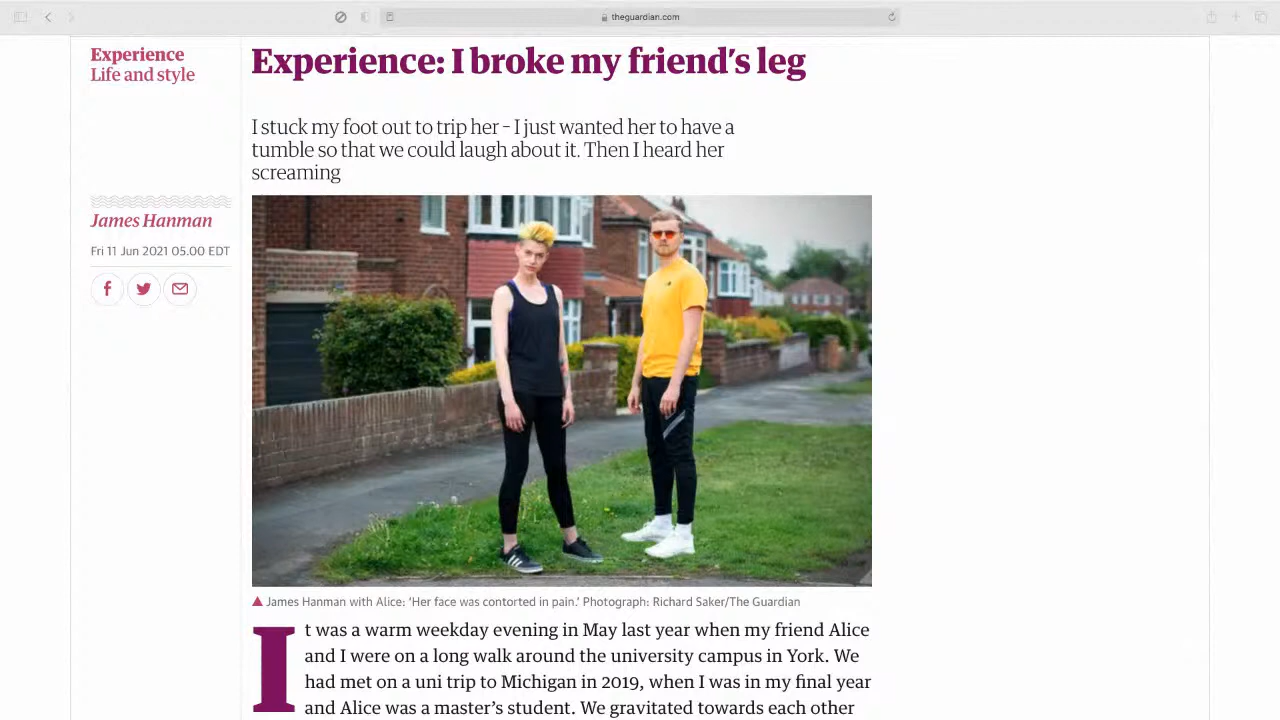 theguardian.com
Experience
Life and style
Experience: I broke my friend's leg
I stuck my foot out to trip her – I just wanted her to have a
tumble so that we could laugh about it. Then I heard her
screaming
James Hanman
Fri 11 Jun 2021 05.00 EDT
James Hanman with Alice: ‘Her face was contorted in pain.’ Photograph: Richard Saker/The Guardian
It was a warm weekday evening in May last year when my friend Alice
and I were on a long walk around the university campus in York. We
had met on a uni trip to Michigan in 2019, when I was in my final year
and Alice was a master’s student. We gravitated towards each other